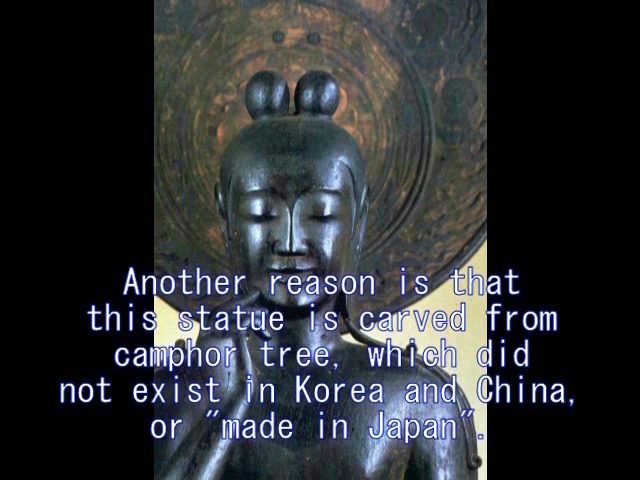 Another reason is that
this statue is carved from
camphor tree, which did
not exist in Korea and China,
or "made in Japan".